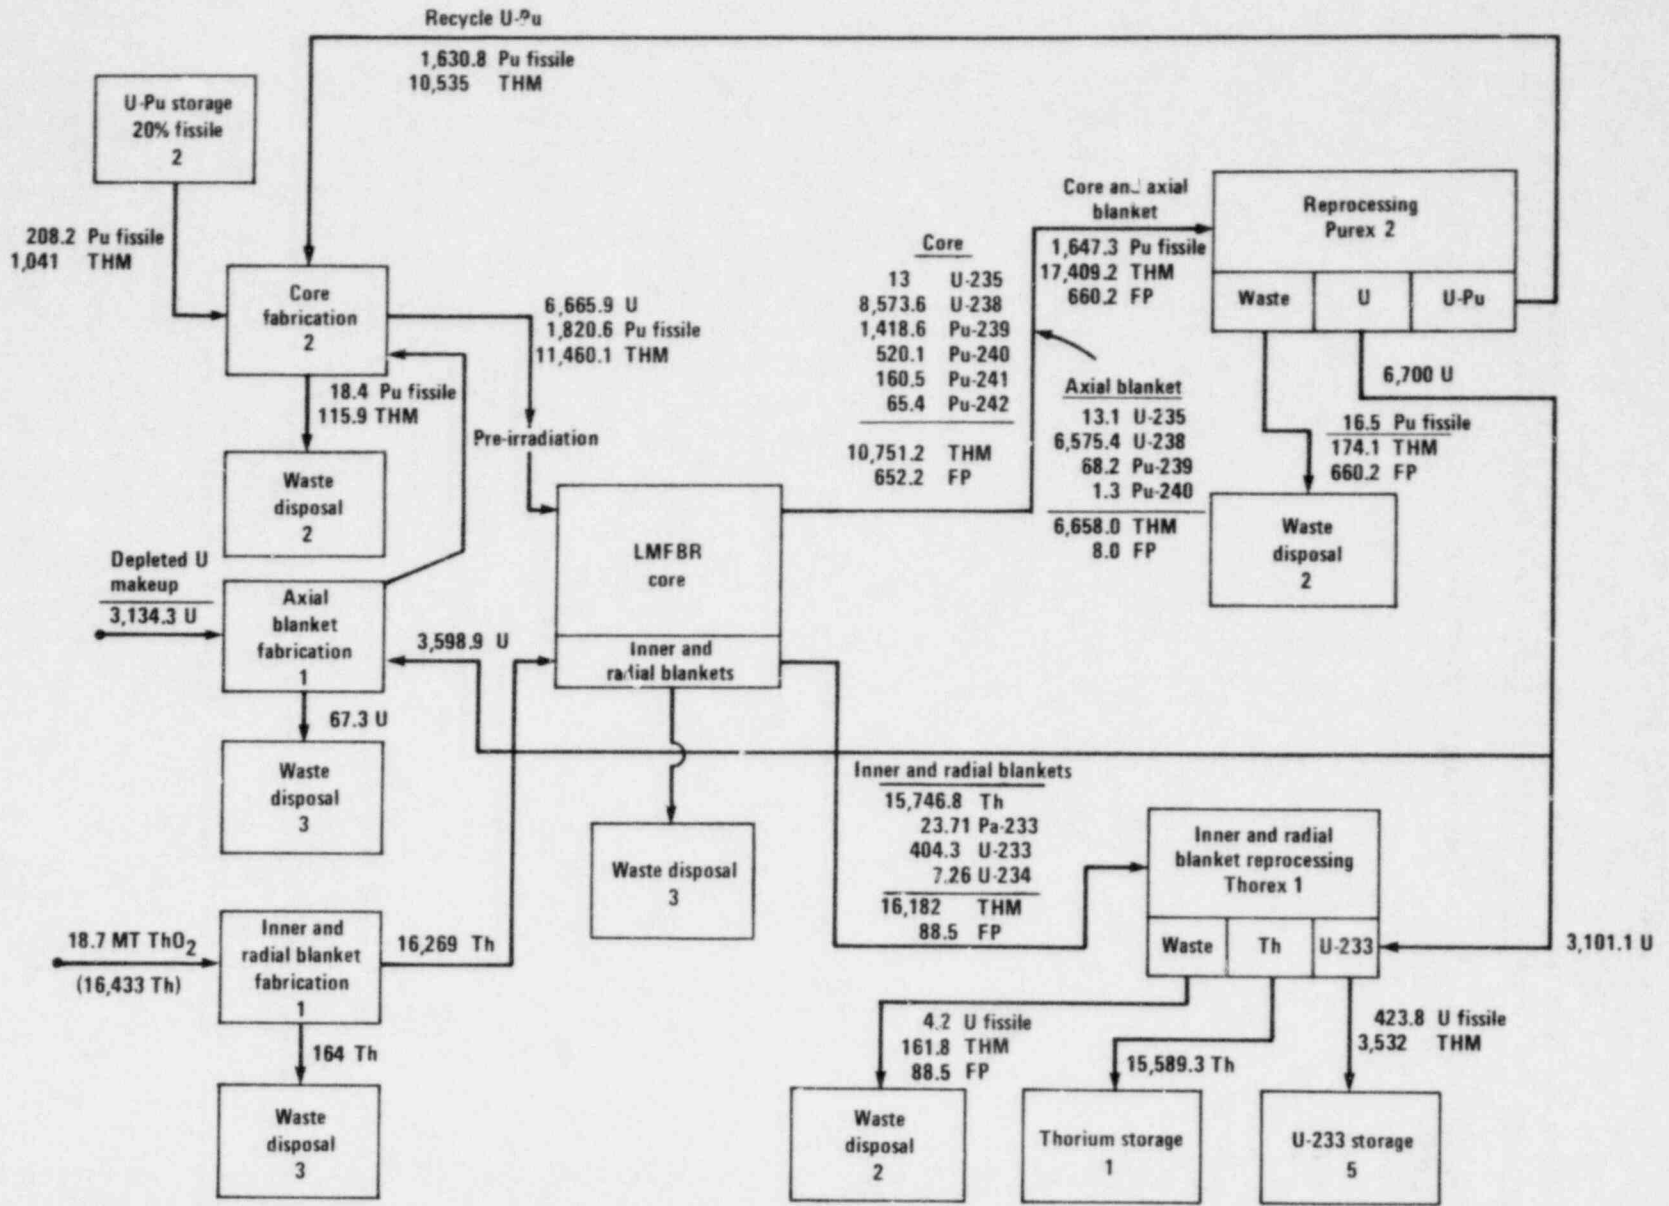 Recycle U-Pu
1,630.8 Pu fissile
10,535 THM
U-Pu storage
20% fissile
2
208.2 Pu fissile
1,041 THM
Core
fabrication
2
6,665.9 U
1,820.6 Pu fissile
11,460.1 THM
18.4 Pu fissile
115.9 THM
Pre-irradiation
Waste
disposal
2
Depleted U
makeup
3,134.3 U
Axial
blanket
fabrication
1
3,598.9 U
67.3 U
Waste
disposal
3
18.7 MT ThO₂
(16,433 Th)
Inner and
radial blanket
fabrication
1
16,269 Th
164 Th
Waste
disposal
3
LMFBR
core
Inner and
radial blankets
Waste disposal
3
Core
13 U-235
8,573.6 U-238
1,418.6 Pu-239
520.1 Pu-240
160.5 Pu-241
65.4 Pu-242
10,751.2 THM
652.2 FP
Core and axial
blanket
1,647.3 Pu fissile
17,409.2 THM
660.2 FP
Axial blanket
13.1 U-235
6,575.4 U-238
68.2 Pu-239
1.3 Pu-240
6,658.0 THM
8.0 FP
Reprocessing
Purex 2
Waste U U-Pu
6,700 U
16.5 Pu fissile
174.1 THM
660.2 FP
Waste
disposal
2
Inner and radial blankets
15,746.8 Th
23.71 Pa-233
404.3 U-233
7.26 U-234
16,182 THM
88.5 FP
Inner and radial
blanket reprocessing
Thorex 1
Waste Th U-233
3,101.1 U
4.2 U fissile
161.8 THM
88.5 FP
15,589.3 Th
423.8 U fissile
3,532 THM
Waste
disposal
2
Thorium storage
1
U-233 storage
5